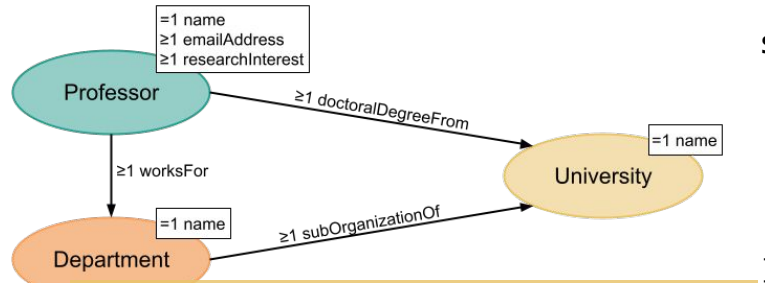 =1 name
≥1 emailAddress
≥1 researchInterest
Professor
≥1 doctoralDegreeFrom
=1 name
University
≥1 worksFor
=1 name
≥1 subOrganizationOf
Department